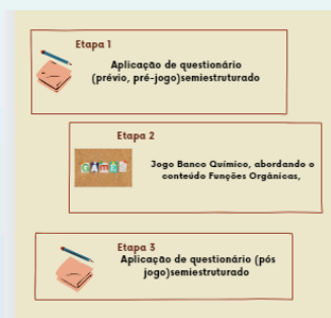 Etapa 1
Aplicação de questionário
(prévio, pré-jogo)semiestruturado
Etapa 2
GAMES
Jogo Banco Químico, abordando o
conteúdo Funções Orgânicas,
Etapa 3
Aplicação de questionário (pós
jogo)semiestruturado